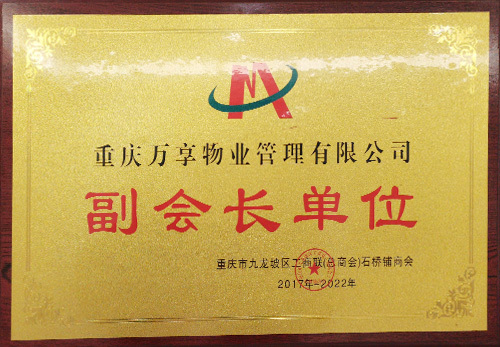 重庆万享物业管理有限公司
副会长单位
重庆市九龙坡区工商联(总商会)石桥铺商会
2017年-2022年